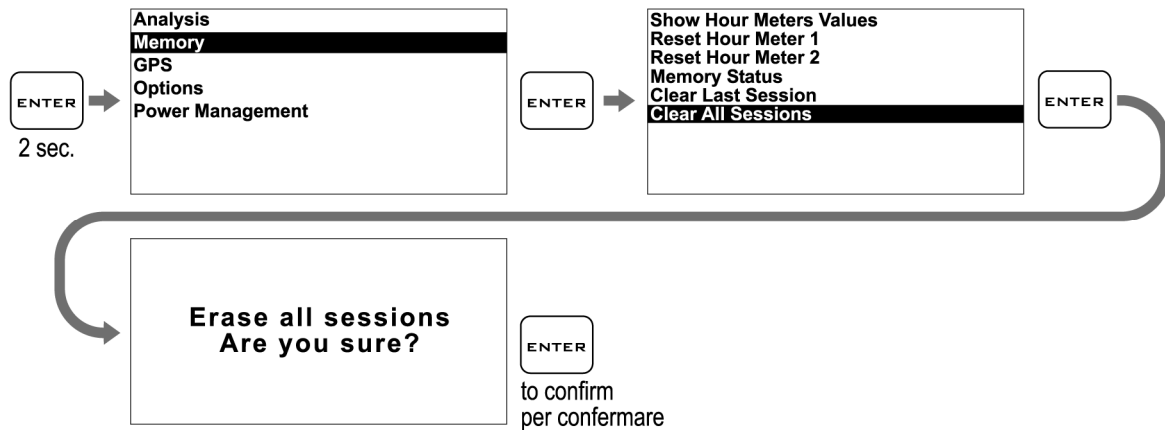 ENTER
2 sec.
Analysis
Memory
GPS
Options
Power Management
ENTER
Show Hour Meters Values
Reset Hour Meter 1
Reset Hour Meter 2
Memory Status
Clear Last Session
Clear All Sessions
ENTER
Erase all sessions
Are you sure?
ENTER
to confirm
per confermare